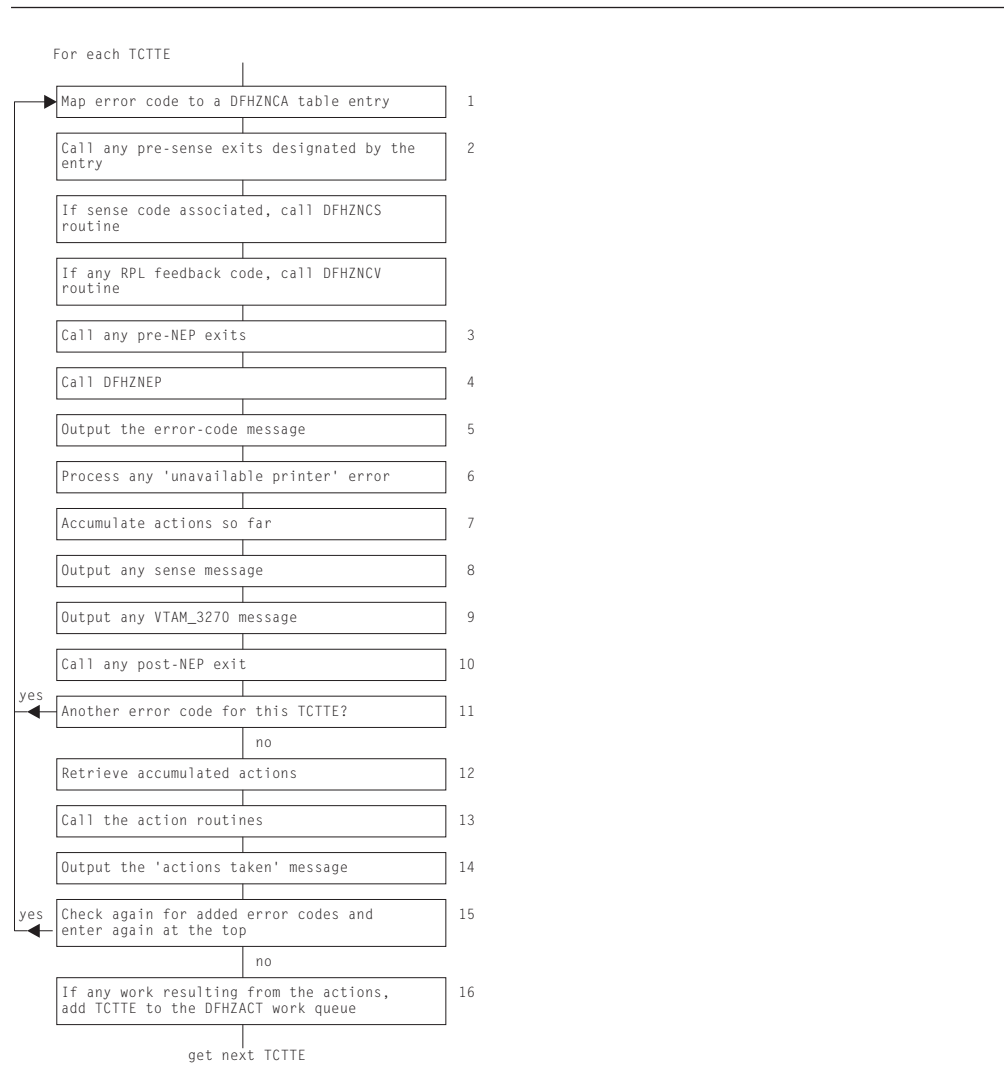 For each TCTTE
Map error code to a DFHZNCA table entry 1
Call any pre-sense exits designated by the 2
entry
If sense code associated, call DFHZNCS
routine
If any RPL feedback code, call DFHZNCV
routine
Call any pre-NEP exits 3
Call DFHZNEP 4
Output the error-code message 5
Process any 'unavailable printer' error 6
Accumulate actions so far 7
Output any sense message 8
Output any VTAM_3270 message 9
Call any post-NEP exit 10
yes
Another error code for this TCTTE? 11
no
Retrieve accumulated actions 12
Call the action routines 13
Output the 'actions taken' message 14
yes Check again for added error codes and 15
enter again at the top
no
If any work resulting from the actions, 16
add TCTTE to the DFHZACT work queue
get next TCTTE